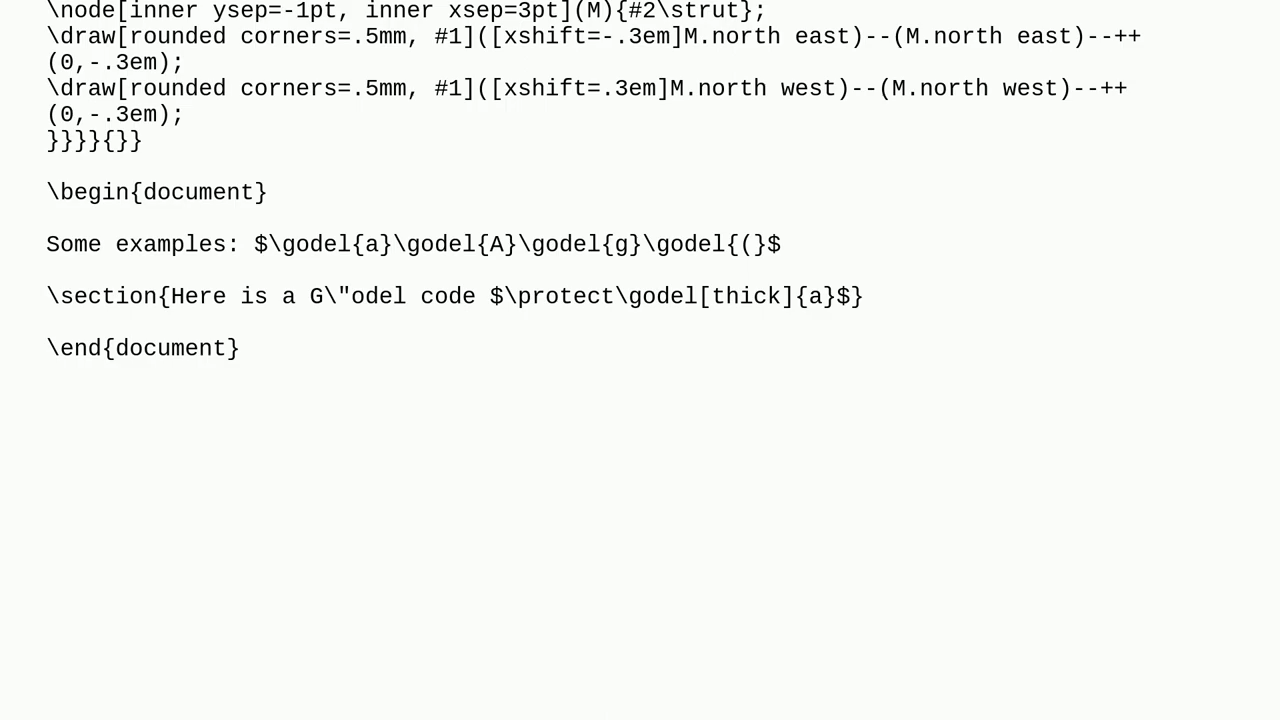 \node[inner ysep=-1pt, inner xsep=3pt](M){#2\strut};
\draw[rounded corners=.5mm, #1]([xshift=-.3em]M.north east)--(M.north east)--++
(0,-.3em);
\draw[rounded corners=.5mm, #1]([xshift=.3em]M.north west)--(M.north west)--++
(0,-.3em);
}}}}{}}
\begin{document}
Some examples: $\godel{a}\godel{A}\godel{g}\godel{(}$
\section{Here is a G\"odel code $\protect\godel[thick]{a}$}
\end{document}